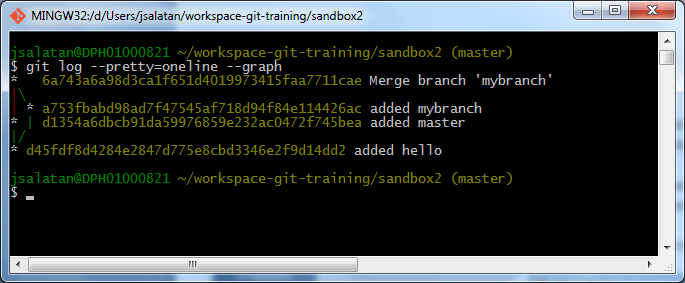 MINGW32:/d/Users/jsalatan/workspace-git-training/sandbox2
jsalatan@DPH01000821 ~/workspace-git-training/sandbox2 (master)
$ git log --pretty=oneline --graph
*   6a743a6a98d3ca1f651d4019973415faa7711cae Merge branch 'mybranch'
|\
| * a753fbabd98ad7f47545af718d94f84e114426ac added mybranch
* | d1354a6dbcb91da59976859e232ac0472f745bea added master
|/
* d45fdf8d4284e2847d775e8cbd3346e2f9d14dd2 added hello
jsalatan@DPH01000821 ~/workspace-git-training/sandbox2 (master)
$